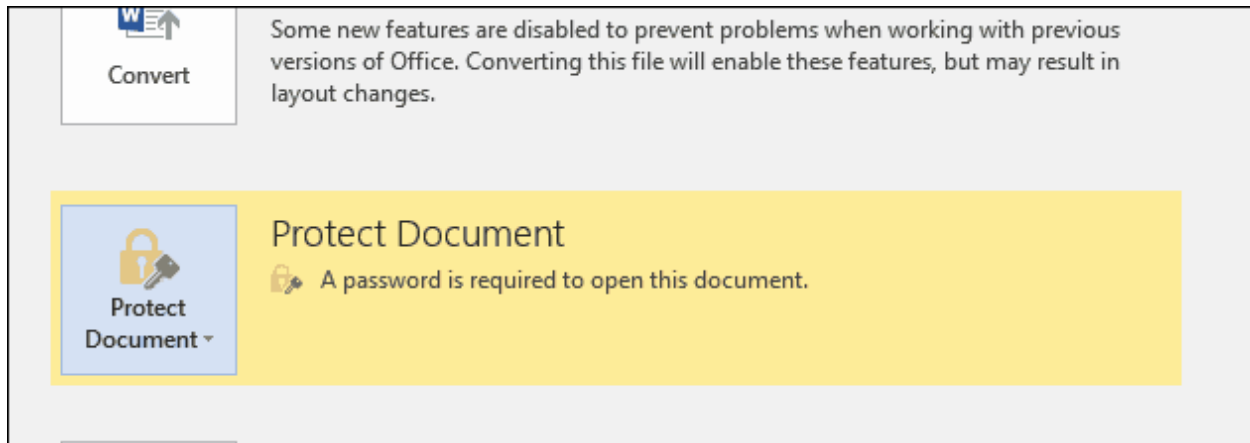 Convert
Some new features are disabled to prevent problems when working with previous
versions of Office. Converting this file will enable these features, but may result in
layout changes.
Protect
Document
Protect Document
A password is required to open this document.